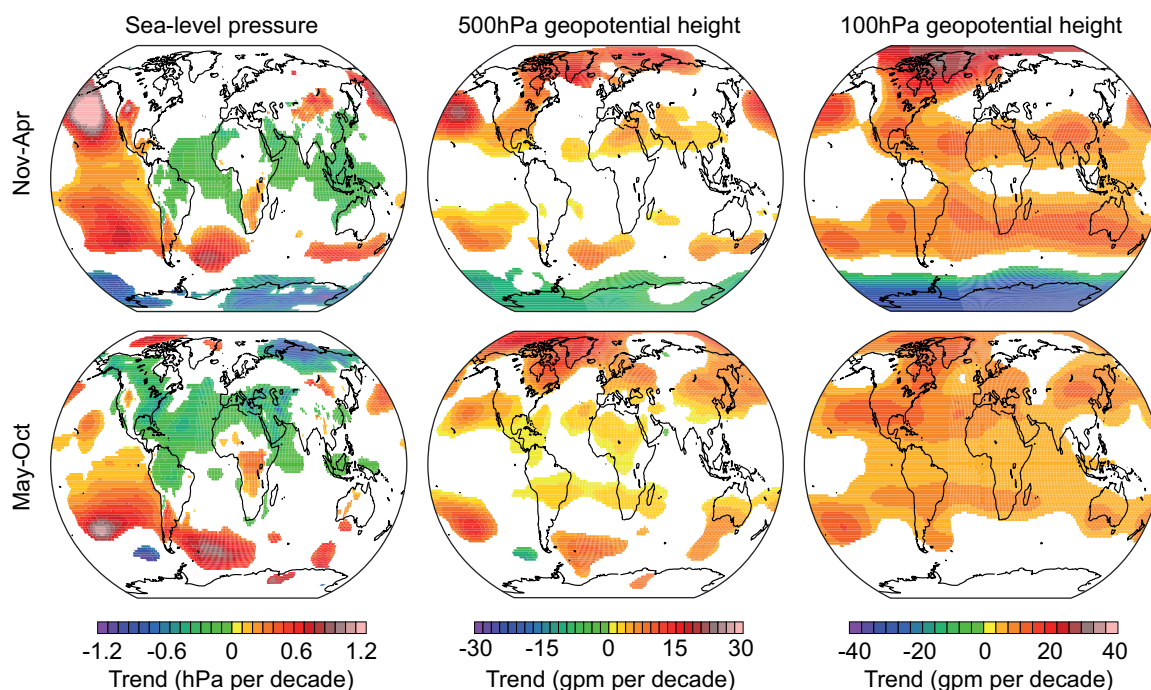 Sea-level pressure
500hPa geopotential height
100hPa geopotential height
Nov-Apr
May-Oct
-1.2 -0.6 0 0.6 1.2
-30 -15 0 15 30
-40 -20 0 20 40
Trend (hPa per decade)
Trend (gpm per decade)
Trend (gpm per decade)